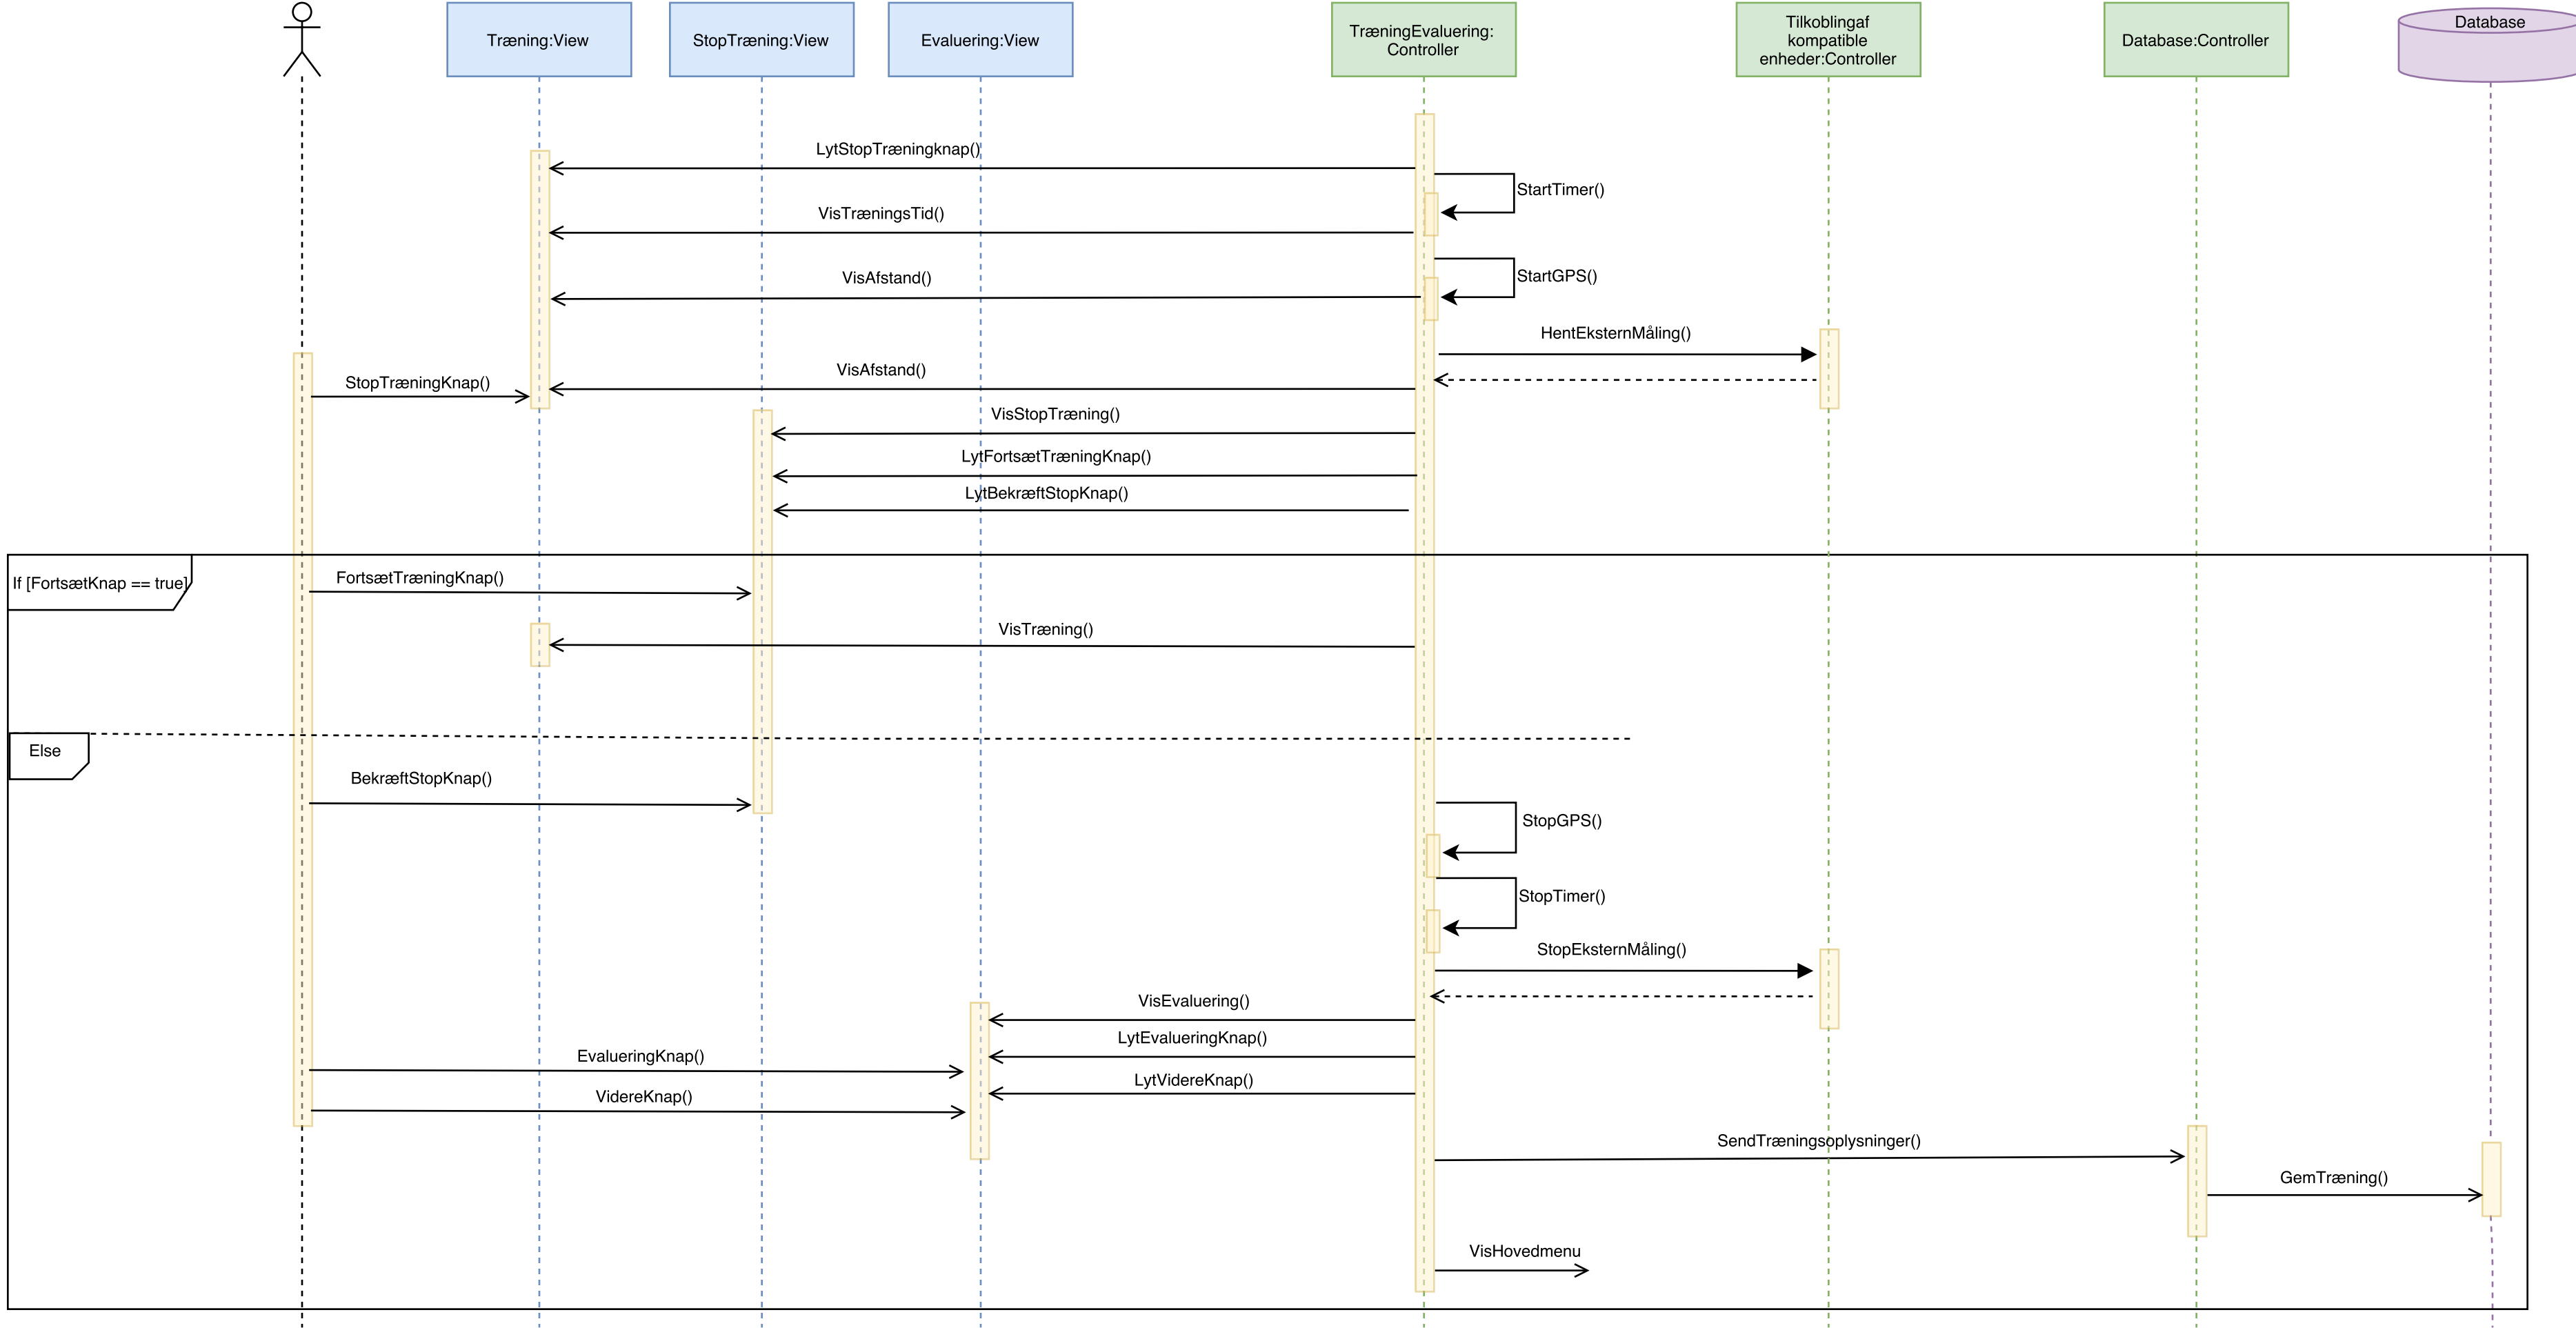 Træning:View
StopTræning:View
Evaluering:View
TræningEvaluering:
Controller
Tilkoblingaf
kompatible
enheder:Controller
Database:Controller
Database
LytStopTræningknap()
StartTimer()
VisTræningsTid()
StartGPS()
VisAfstand()
HentEksternMåling()
VisAfstand()
StopTræningKnap()
VisStopTræning()
LytFortsætTræningKnap()
LytBekræftStopKnap()
If [FortsætKnap == true]
FortsætTræningKnap()
VisTræning()
Else
BekræftStopKnap()
StopGPS()
StopTimer()
StopEksternMåling()
VisEvaluering()
LytEvalueringKnap()
EvalueringKnap()
LytVidereKnap()
VidereKnap()
SendTræningsoplysninger()
GemTræning()
VisHovedmenu